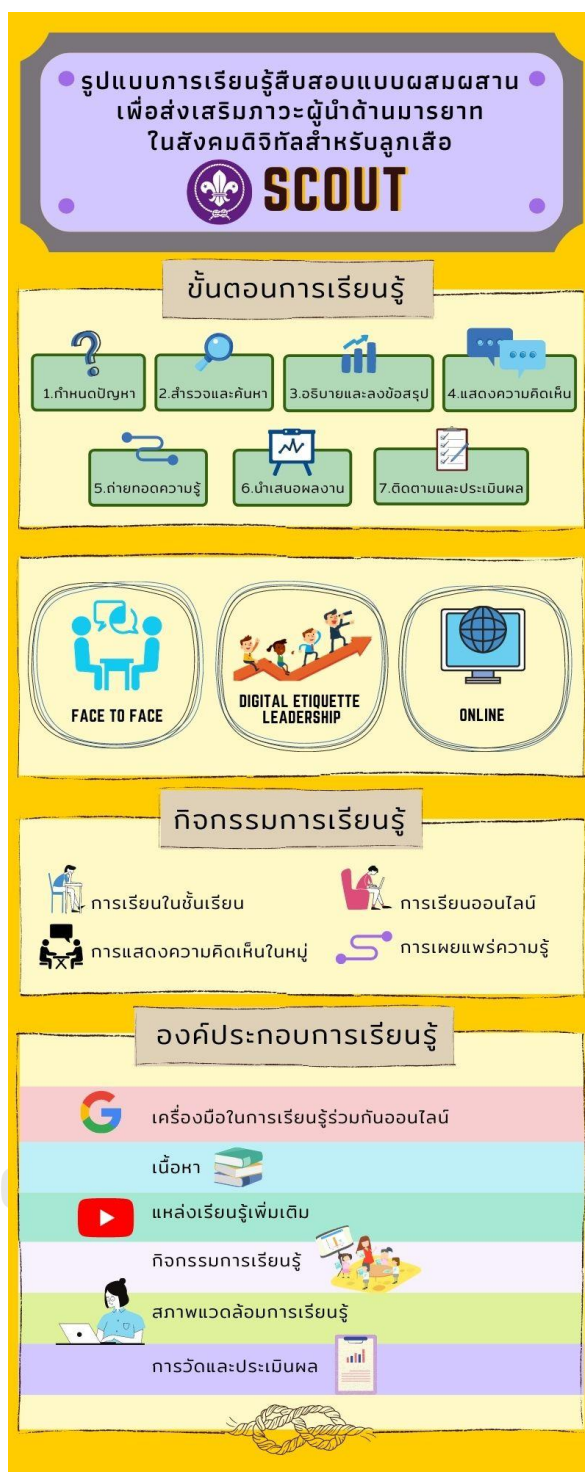 รูปแบบการเรียนรู้สืบสอบแบบผสมผสาน
เพื่อส่งเสริมภาวะผู้นำด้านมารยาท
ในสังคมดิจิทัลสำหรับลูกเสือ
SCOUT
ขั้นตอนการเรียนรู้
1.กำหนดปัญหา
2.สำรวจและค้นหา
3.อธิบายและลงข้อสรุป
4.แสดงความคิดเห็น
5.ถ่ายทอดความรู้
6.นำเสนอผลงาน
7.ติดตามและประเมินผล
FACE TO FACE
DIGITAL ETIQUETTE
LEADERSHIP
ONLINE
กิจกรรมการเรียนรู้
การเรียนในชั้นเรียน
การเรียนออนไลน์
การแสดงความคิดเห็นในหมู่
การเผยแพร่ความรู้
องค์ประกอบการเรียนรู้
เครื่องมือในการเรียนรู้ร่วมกันออนไลน์
เนื้อหา
แหล่งเรียนรู้เพิ่มเติม
กิจกรรมการเรียนรู้
สภาพแวดล้อมการเรียนรู้
การวัดและประเมินผล